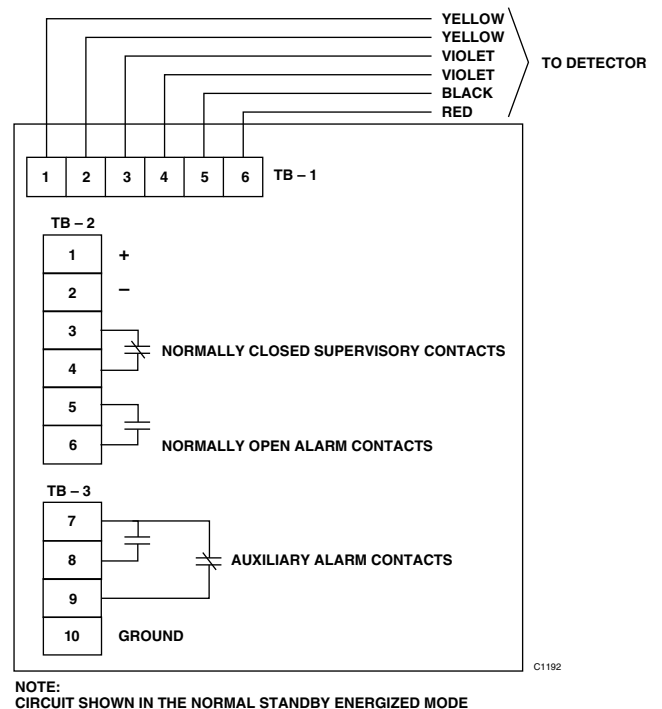 YELLOW
YELLOW
VIOLET
VIOLET
BLACK
RED
TO DETECTOR
1 2 3 4 5 6 TB – 1
TB – 2
1 +
2 –
3
NORMALLY CLOSED SUPERVISORY CONTACTS
4
5
6 NORMALLY OPEN ALARM CONTACTS
TB – 3
7
8 AUXILIARY ALARM CONTACTS
9
10 GROUND
C1192
NOTE:
CIRCUIT SHOWN IN THE NORMAL STANDBY ENERGIZED MODE